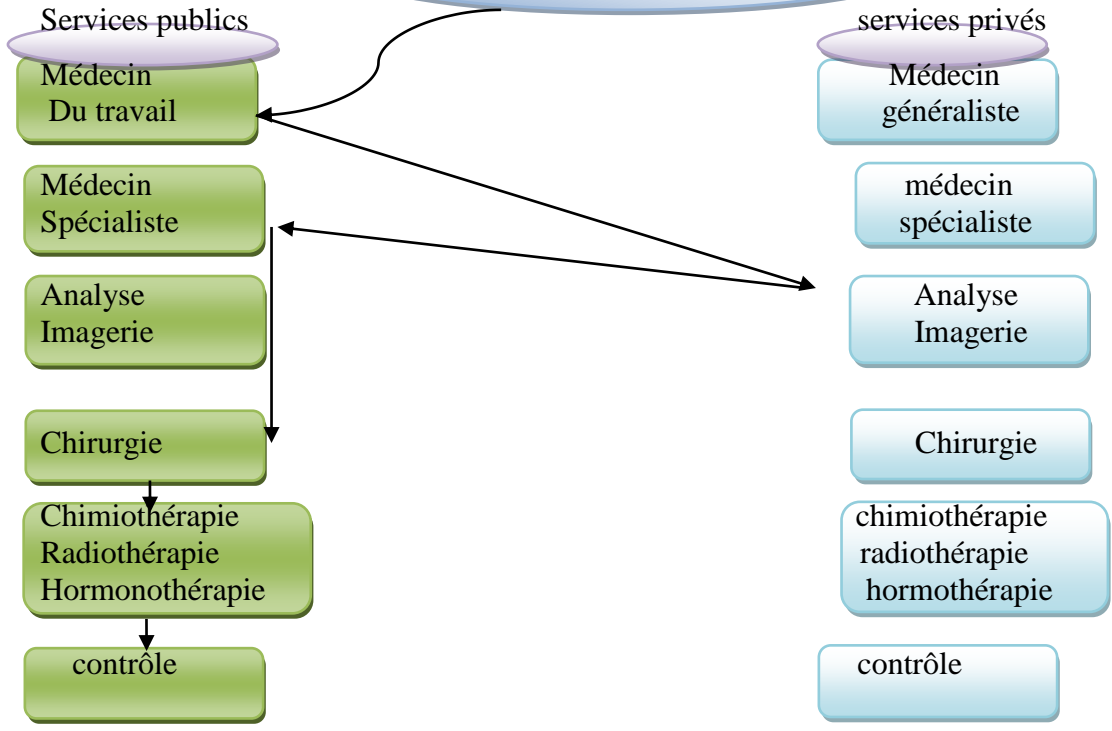 Services publics
services privés
Médecin
Du travail
Médecin
généraliste
Médecin
Spécialiste
médecin
spécialiste
Analyse
Imagerie
Analyse
Imagerie
Chirurgie
Chirurgie
Chimiothérapie
Radiothérapie
Hormonothérapie
chimiothérapie
radiothérapie
hormothérapie
contrôle
contrôle